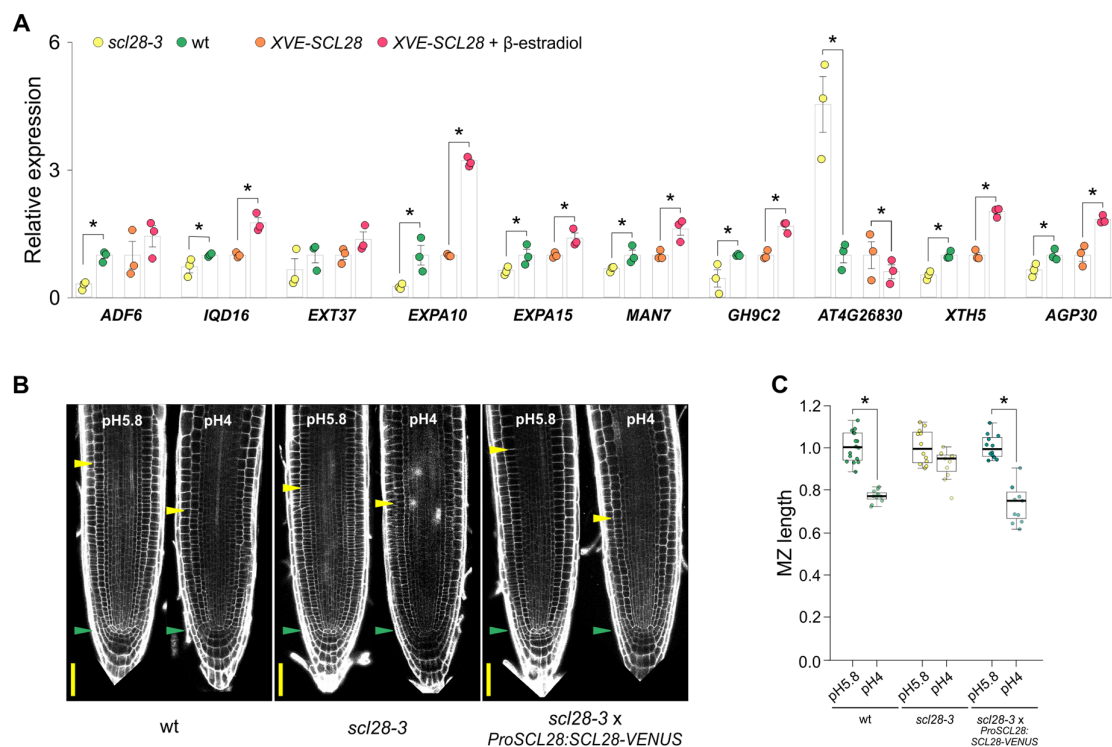 A
scl28-3 wt XVE-SCL28 XVE-SCL28 + β-estradiol
Relative expression
6
3
0
* * * * * * * * * * * * * * * *
ADF6 IQD16 EXT37 EXPA10 EXPA15 MAN7 GH9C2 AT4G26830 XTH5 AGP30
B
pH5.8 pH4 pH5.8 pH4 pH5.8 pH4
wt scl28-3 scl28-3 x
ProSCL28:SCL28-VENUS
C
* *
MZ length
1.2
1.0
0.8
0.6
0.4
0.2
0.0
pH5.8 pH4 pH5.8 pH4 pH5.8 pH4
wt scl28-3 scl28-3 x
ProSCL28:
SCL28-VENUS